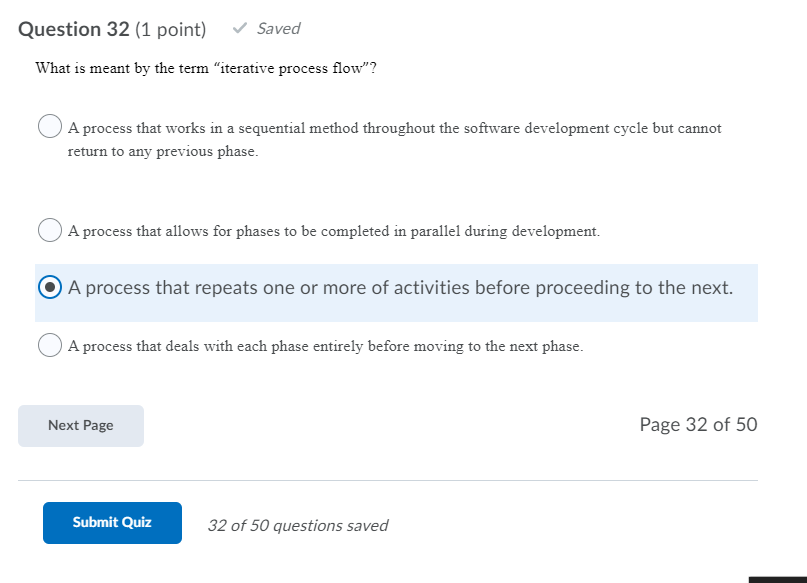 Question 32 (1 point) Saved
What is meant by the term “iterative process flow”?
A process that works in a sequential method throughout the software development cycle but cannot
return to any previous phase.
A process that allows for phases to be completed in parallel during development.
A process that repeats one or more of activities before proceeding to the next.
A process that deals with each phase entirely before moving to the next phase.
Next Page
Page 32 of 50
Submit Quiz
32 of 50 questions saved